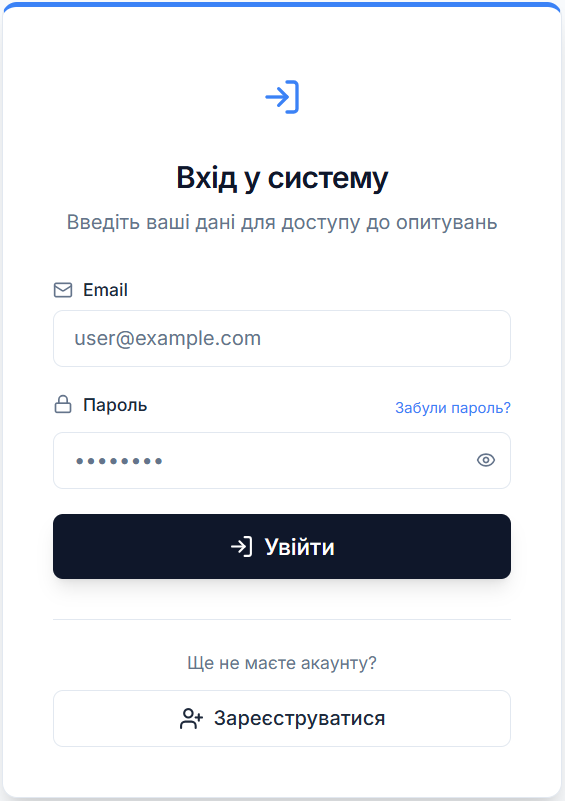 Вхід у систему
Введіть ваші дані для доступу до опитувань
Email
user@example.com
Пароль
Забули пароль?
••••••••
Увійти
Ще не маєте акаунту?
Зареєструватися